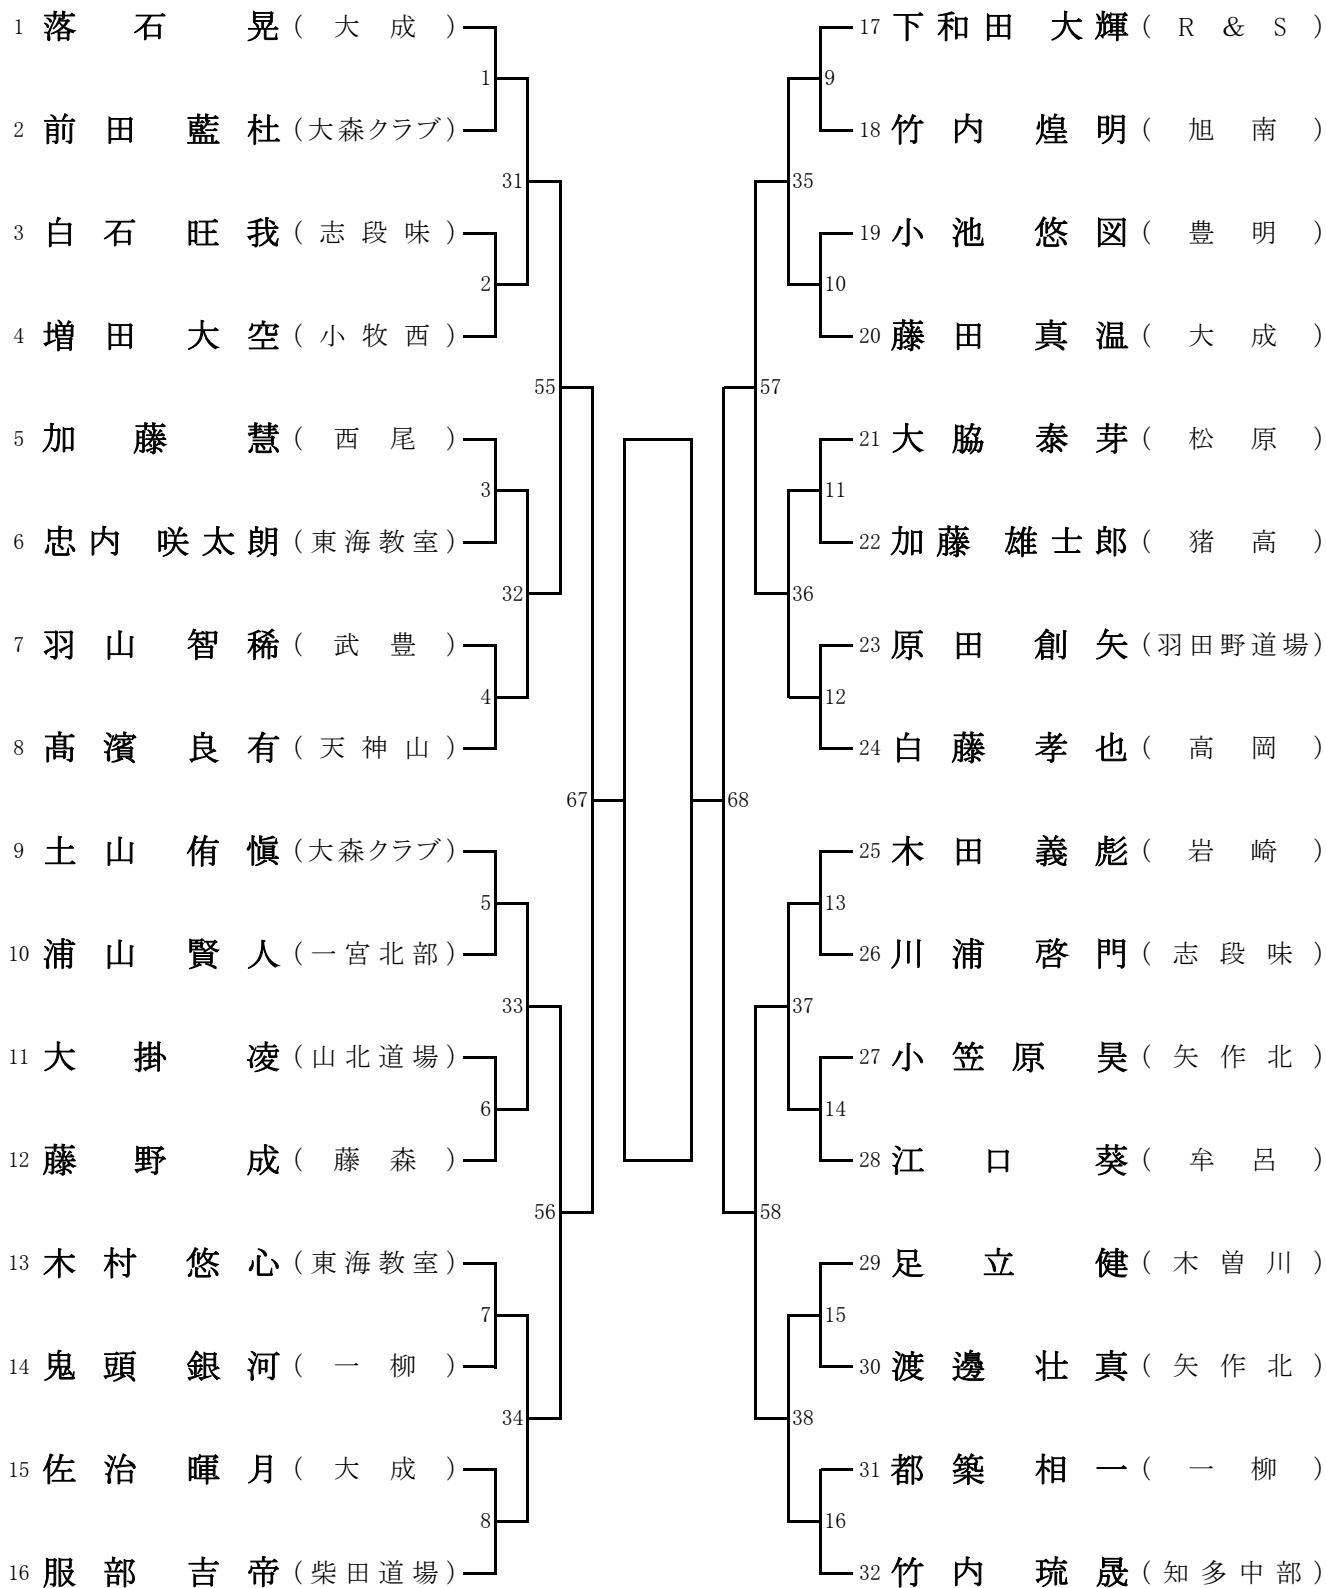 1 落石 晃 (大成)
2 前田 藍杜 (大森クラブ)
3 白石 旺我 (志段味)
4 増田 大空 (小牧西)
5 加藤 慧 (西尾)
6 忠内 咲太朗 (東海教室)
7 羽山 智稀 (武豊)
8 髙濱 良有 (天神山)
9 土山 侑愼 (大森クラブ)
10 浦山 賢人 (一宮北部)
11 大掛 凌 (山北道場)
12 藤野 成 (藤森)
13 木村 悠心 (東海教室)
14 鬼頭 銀河 (一柳)
15 佐治 暉月 (大成)
16 服部 吉帝 (柴田道場)
1
2
3
4
5
6
7
8
31
32
33
34
55
56
67
68
57
58
35
36
37
38
9
10
11
12
13
14
15
16
17 下和田 大輝 (R&S)
18 竹内 煌明 (旭南)
19 小池 悠図 (豊明)
20 藤田 真温 (大成)
21 大脇 泰芽 (松原)
22 加藤 雄士郎 (猪高)
23 原田 創矢 (羽田野道場)
24 白藤 孝也 (高岡)
25 木田 義彪 (岩崎)
26 川浦 啓門 (志段味)
27 小笠原 昊 (矢作北)
28 江口 葵 (牟呂)
29 足立 健 (木曽川)
30 渡邊 壮真 (矢作北)
31 都築 相一 (一柳)
32 竹内 琉晟 (知多中部)